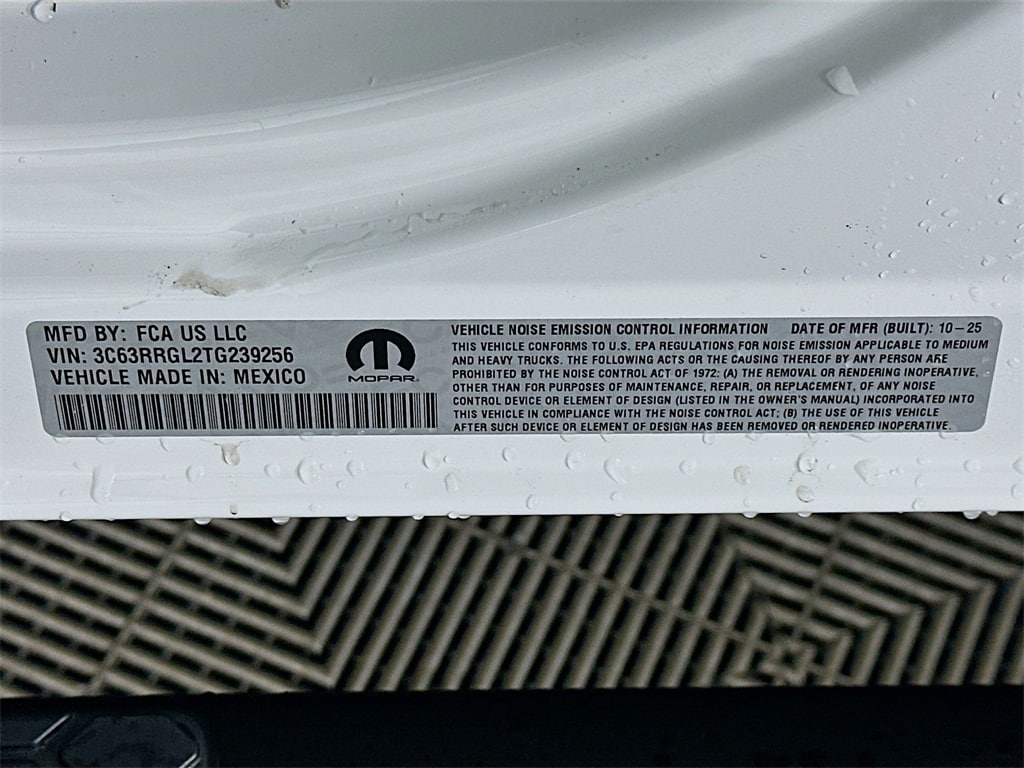 MFD BY: FCA US LLC
VIN: 3C63RRGL2TG239256
VEHICLE MADE IN: MEXICO
MOPAR
VEHICLE NOISE EMISSION CONTROL INFORMATION DATE OF MFR (BUILT): 10-25
THIS VEHICLE CONFORMS TO U.S. EPA REGULATIONS FOR NOISE EMISSION APPLICABLE TO MEDIUM
AND HEAVY TRUCKS. THE FOLLOWING ACTS OR THE CAUSING THEREOF BY ANY PERSON ARE
PROHIBITED BY THE NOISE CONTROL ACT OF 1972: (A) THE REMOVAL OR RENDERING INOPERATIVE,
OTHER THAN FOR PURPOSES OF MAINTENANCE, REPAIR, OR REPLACEMENT, OF ANY NOISE
CONTROL DEVICE OR ELEMENT OF DESIGN (LISTED IN THE OWNER'S MANUAL) INCORPORATED INTO
THIS VEHICLE IN COMPLIANCE WITH THE NOISE CONTROL ACT; (B) THE USE OF THIS VEHICLE
AFTER SUCH DEVICE OR ELEMENT OF DESIGN HAS BEEN REMOVED OR RENDERED INOPERATIVE.